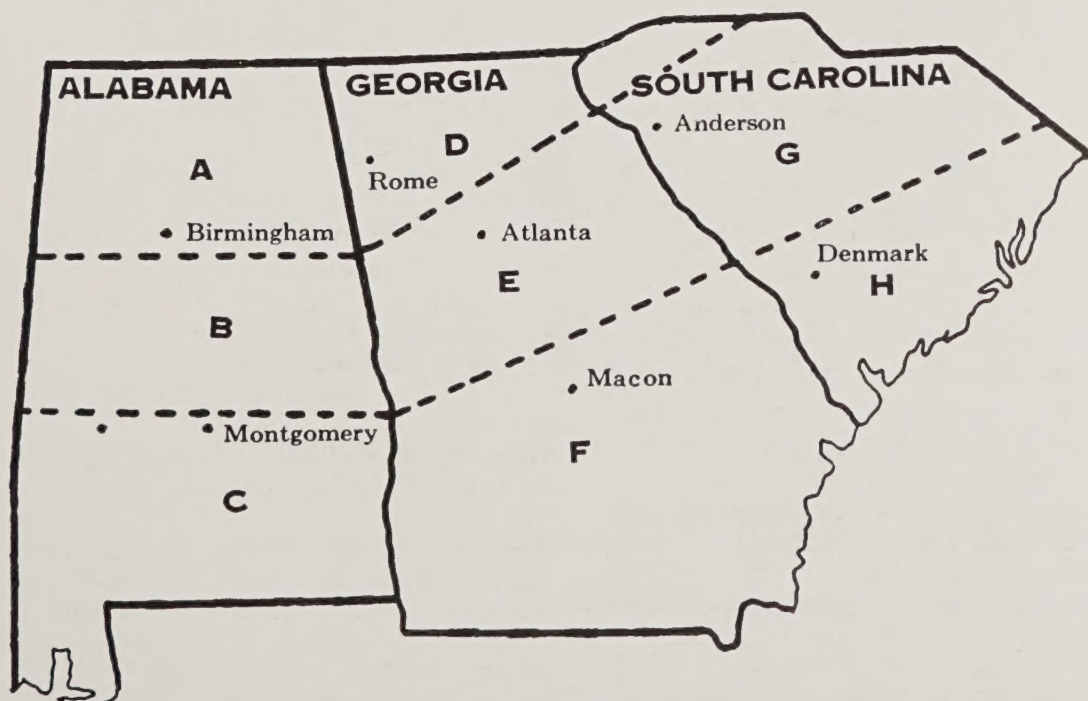 ALABAMA
GEORGIA
SOUTH CAROLINA
A
Birmingham
B
Montgomery
C
D
Rome
Atlanta
E
Macon
F
Anderson
G
Denmark
H